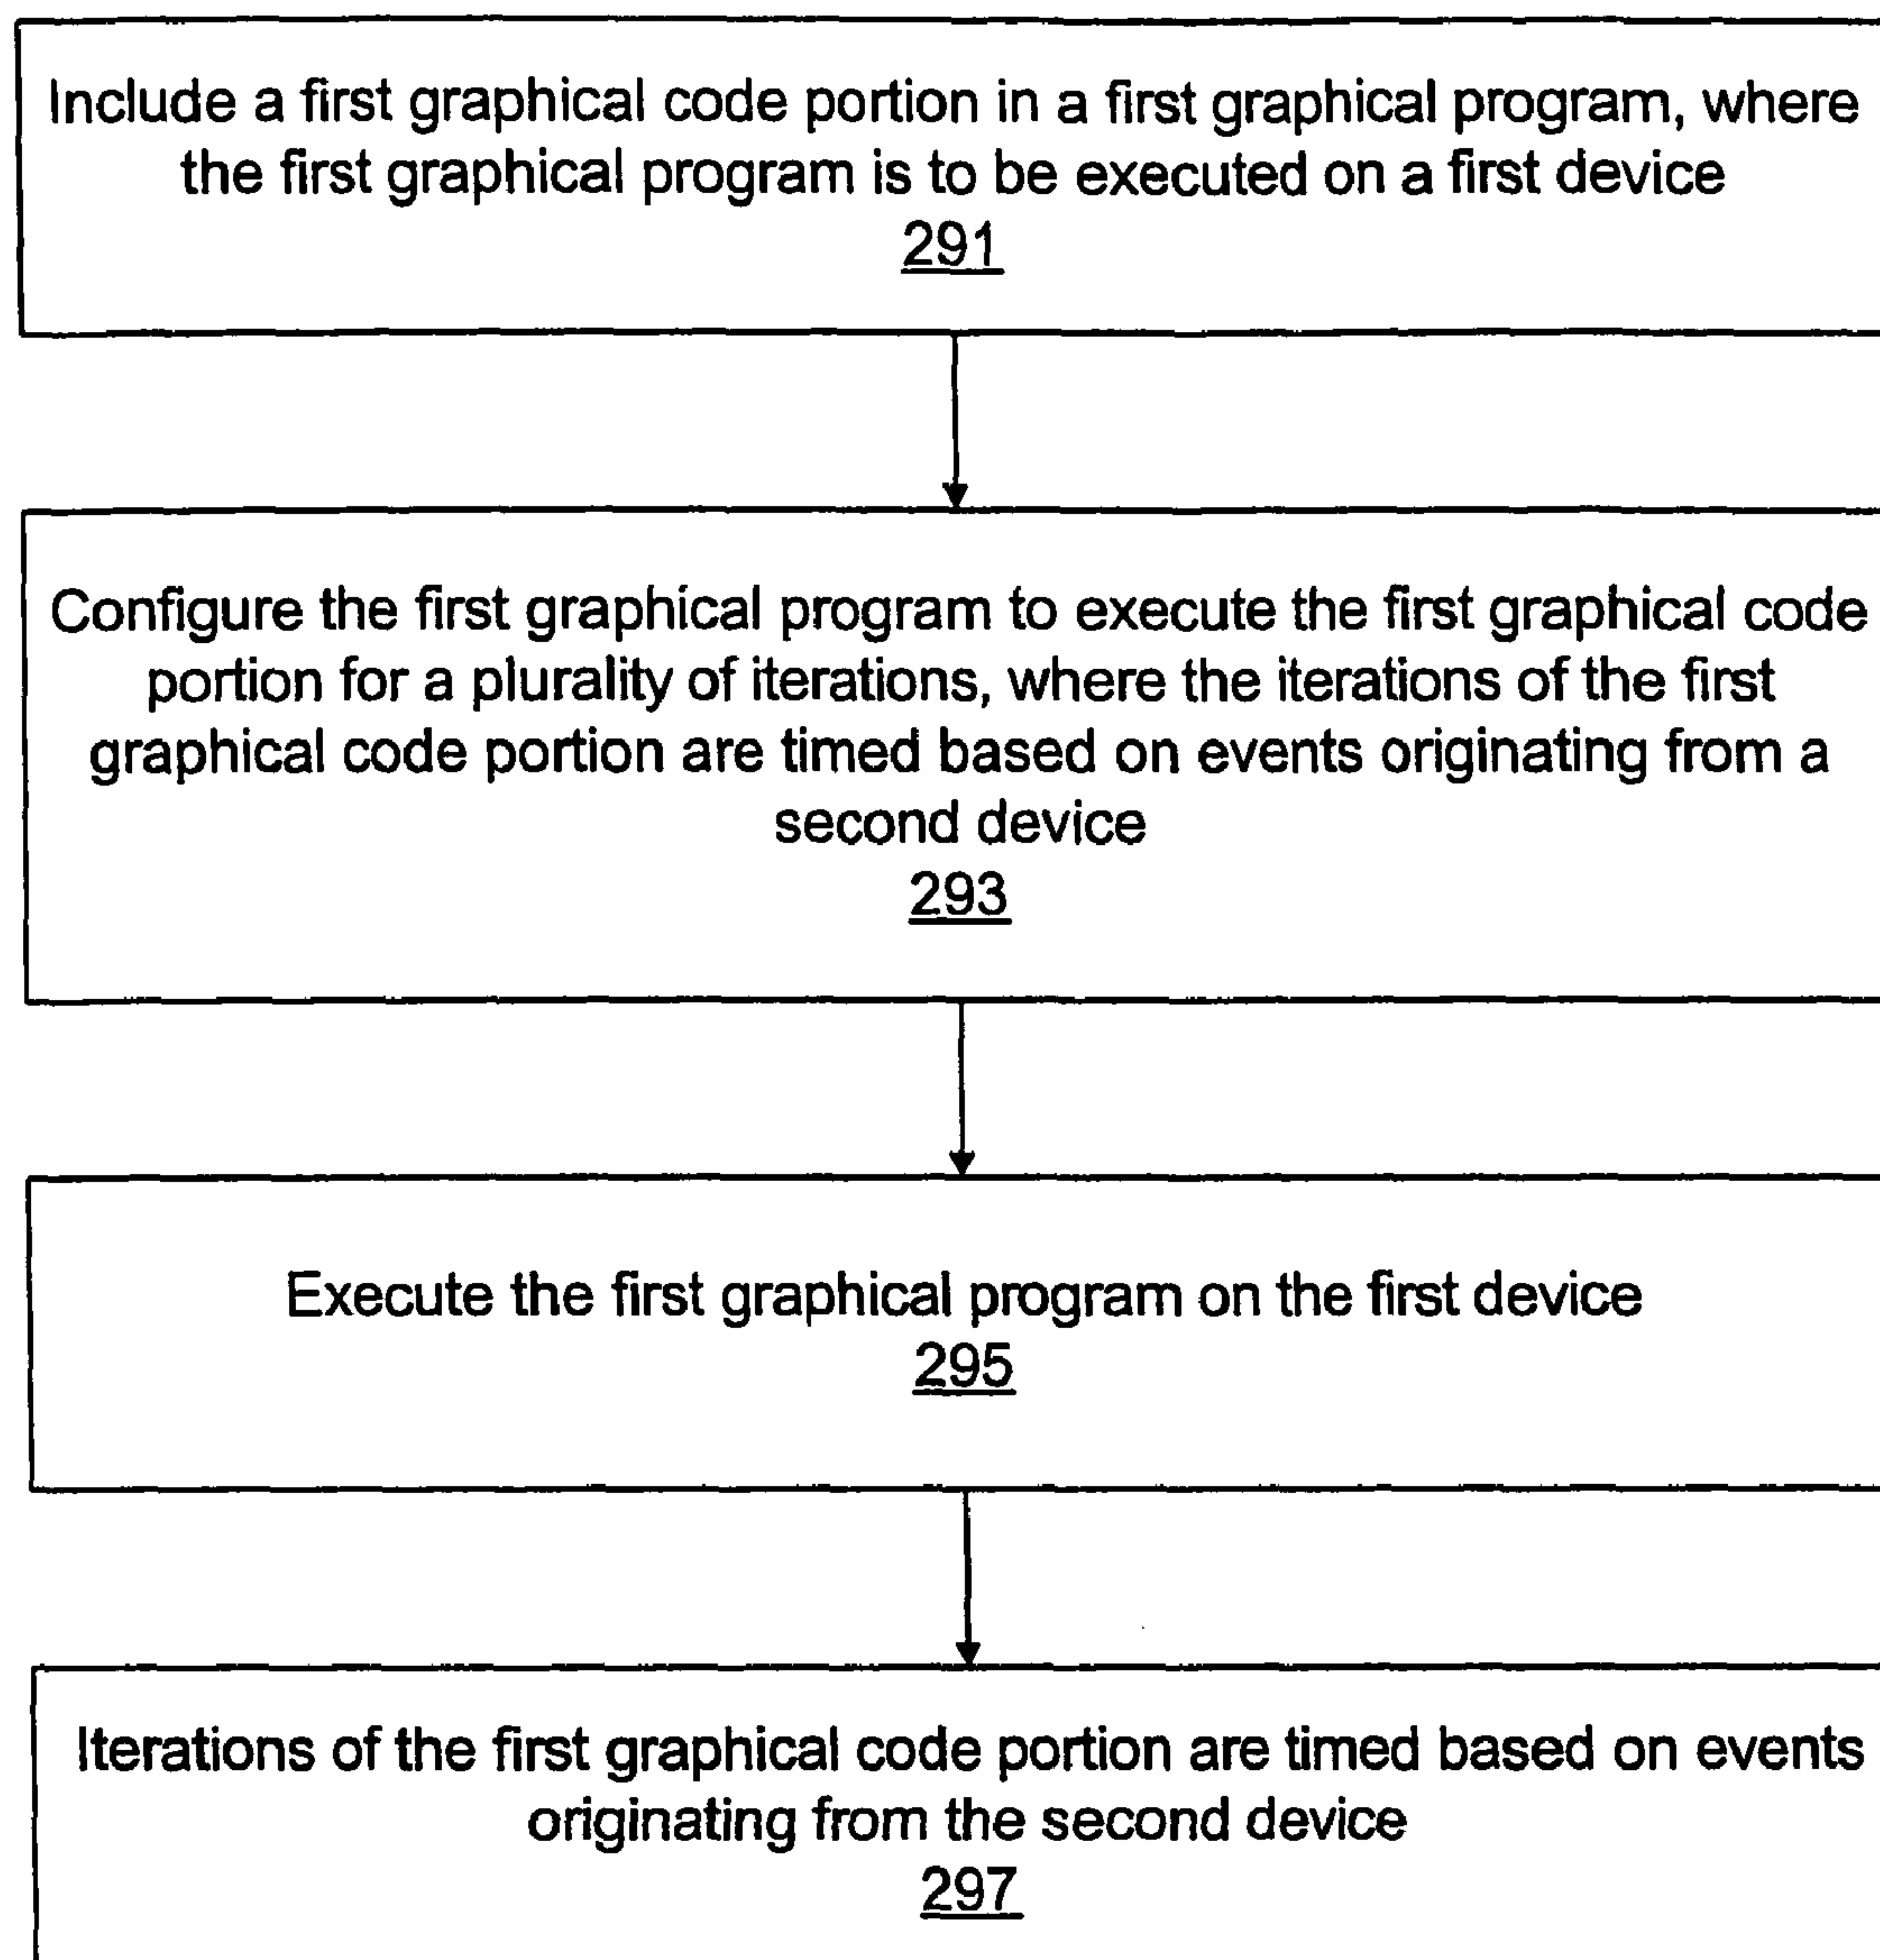 Include a first graphical code portion in a first graphical program, where
the first graphical program is to be executed on a first device
291
Configure the first graphical program to execute the first graphical code
portion for a plurality of iterations, where the iterations of the first
graphical code portion are timed based on events originating from a
second device
293
Execute the first graphical program on the first device
295
Iterations of the first graphical code portion are timed based on events
originating from the second device
297